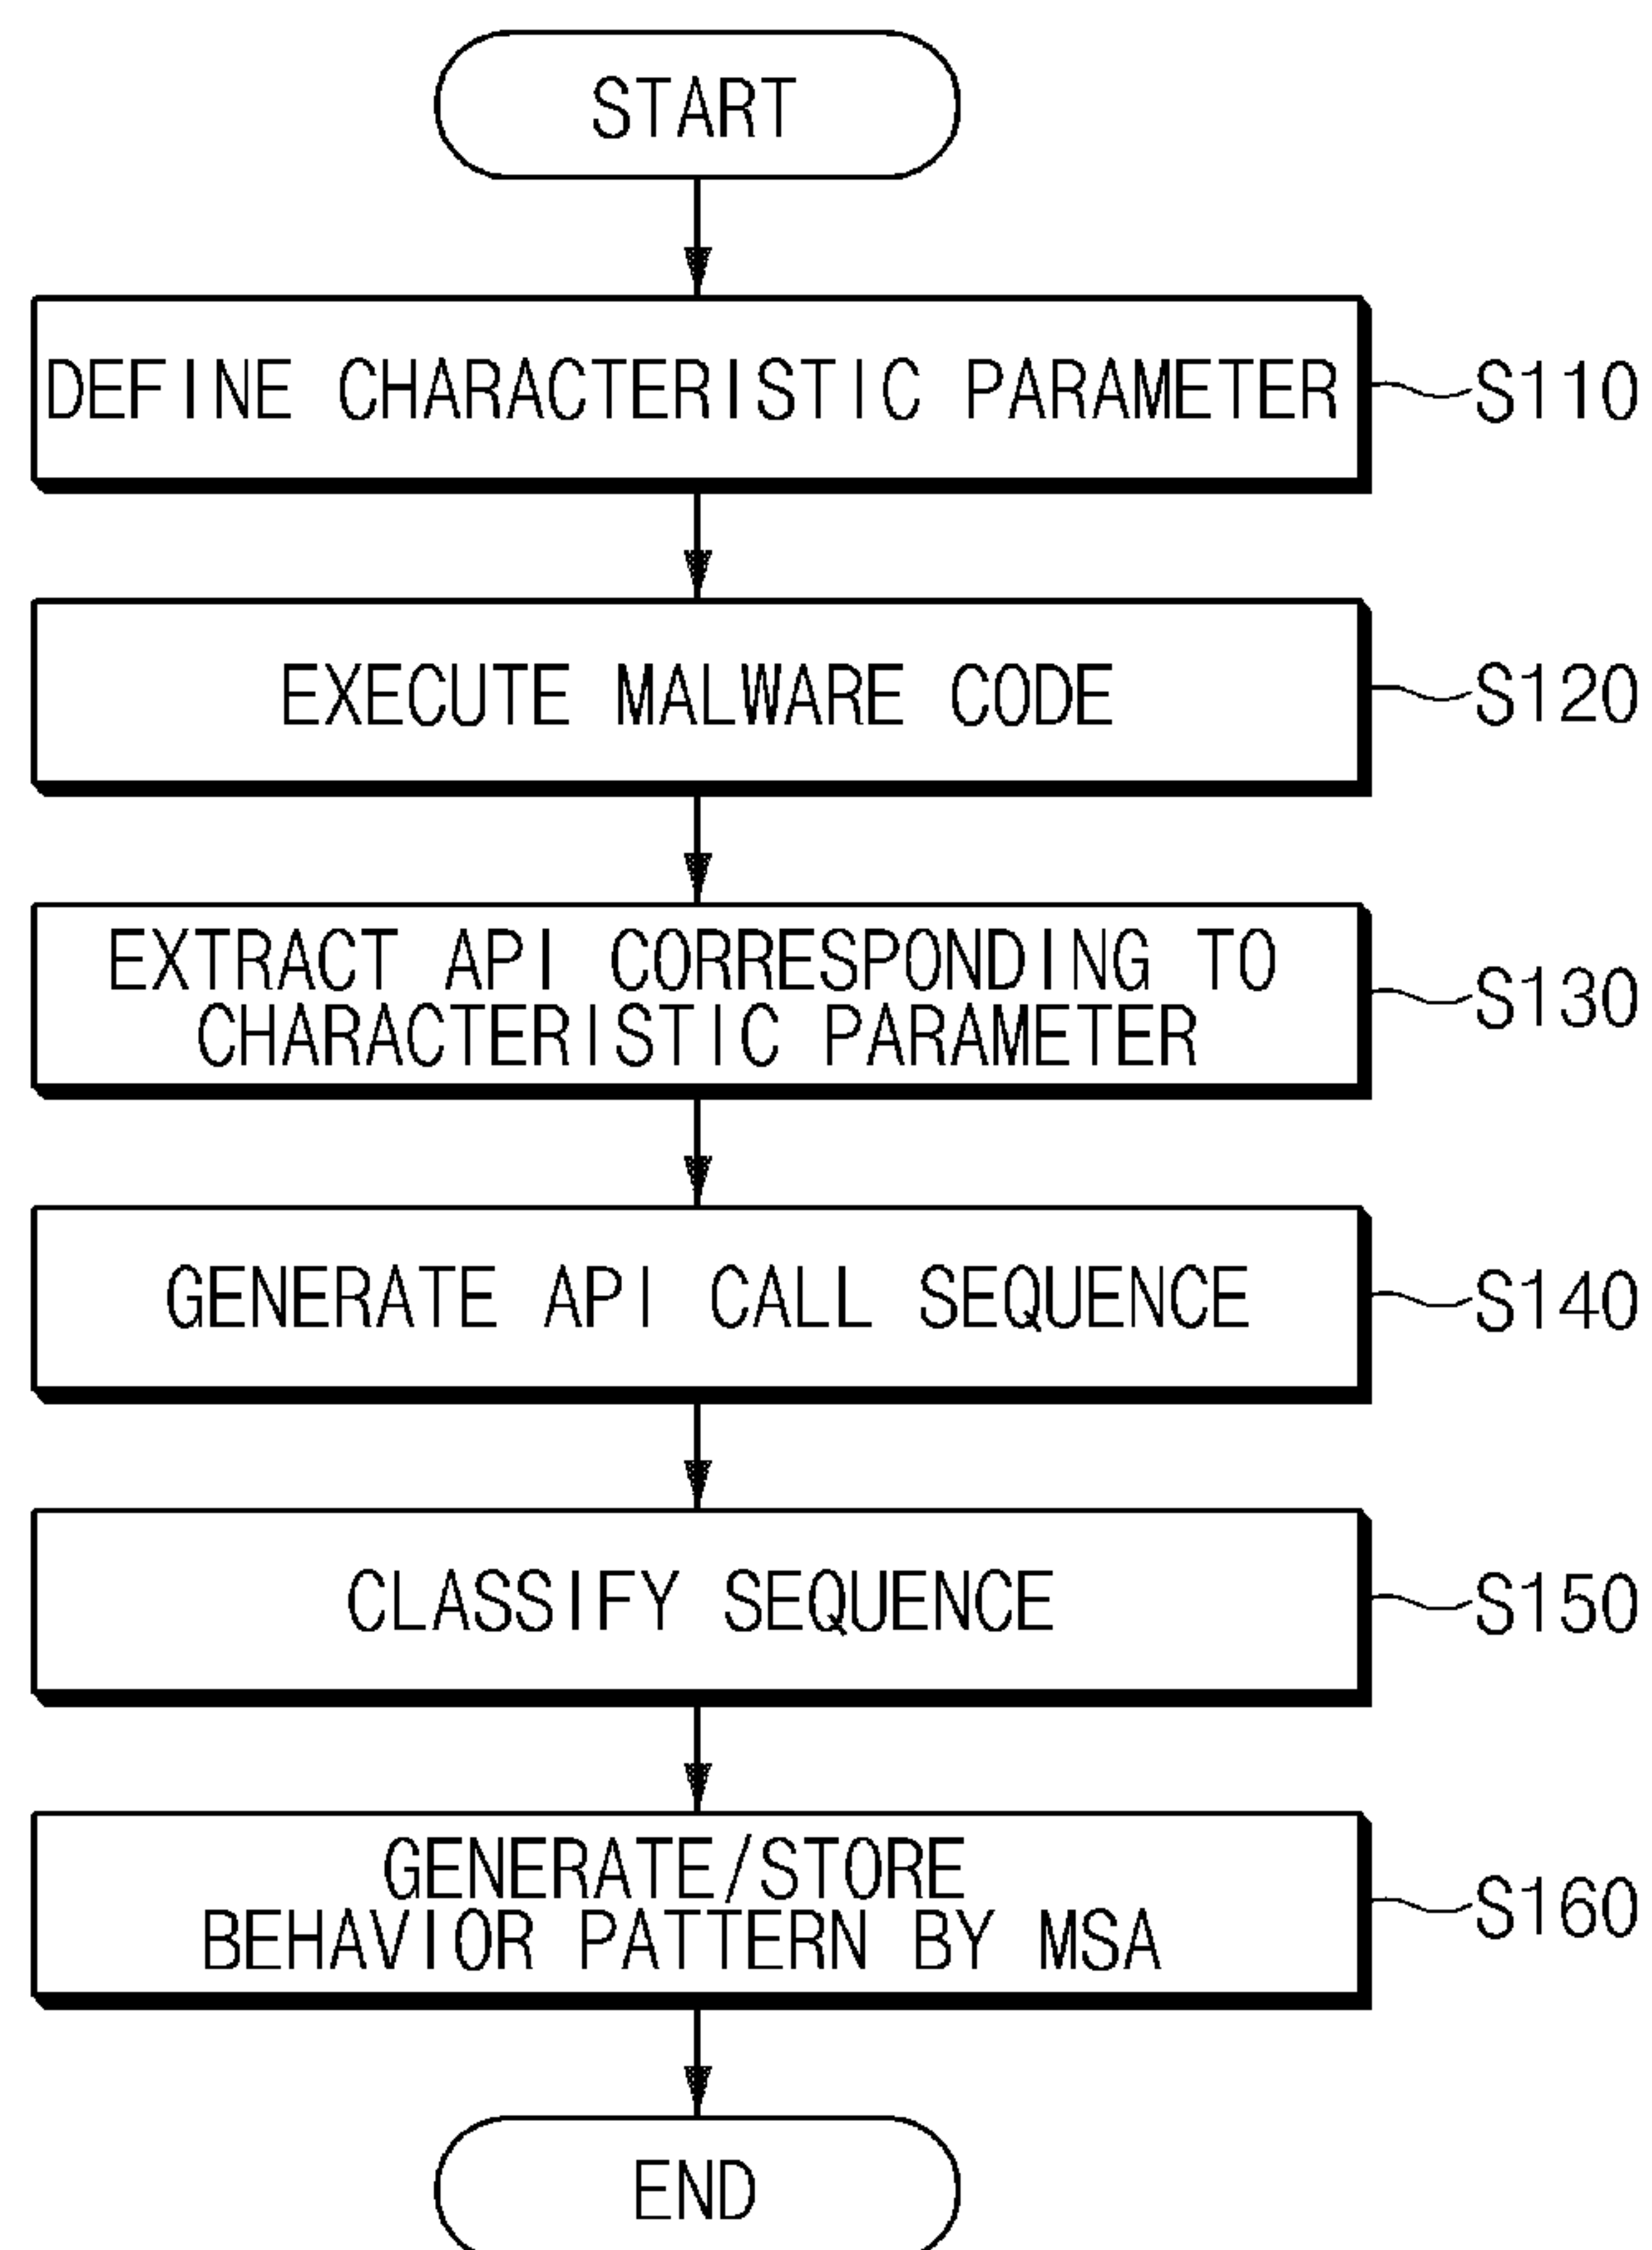 START
DEFINE CHARACTERISTIC PARAMETER
S110
EXECUTE MALWARE CODE
S120
EXTRACT API CORRESPONDING TO
CHARACTERISTIC PARAMETER
S130
GENERATE API CALL SEQUENCE
S140
CLASSIFY SEQUENCE
S150
GENERATE/STORE
BEHAVIOR PATTERN BY MSA
S160
END